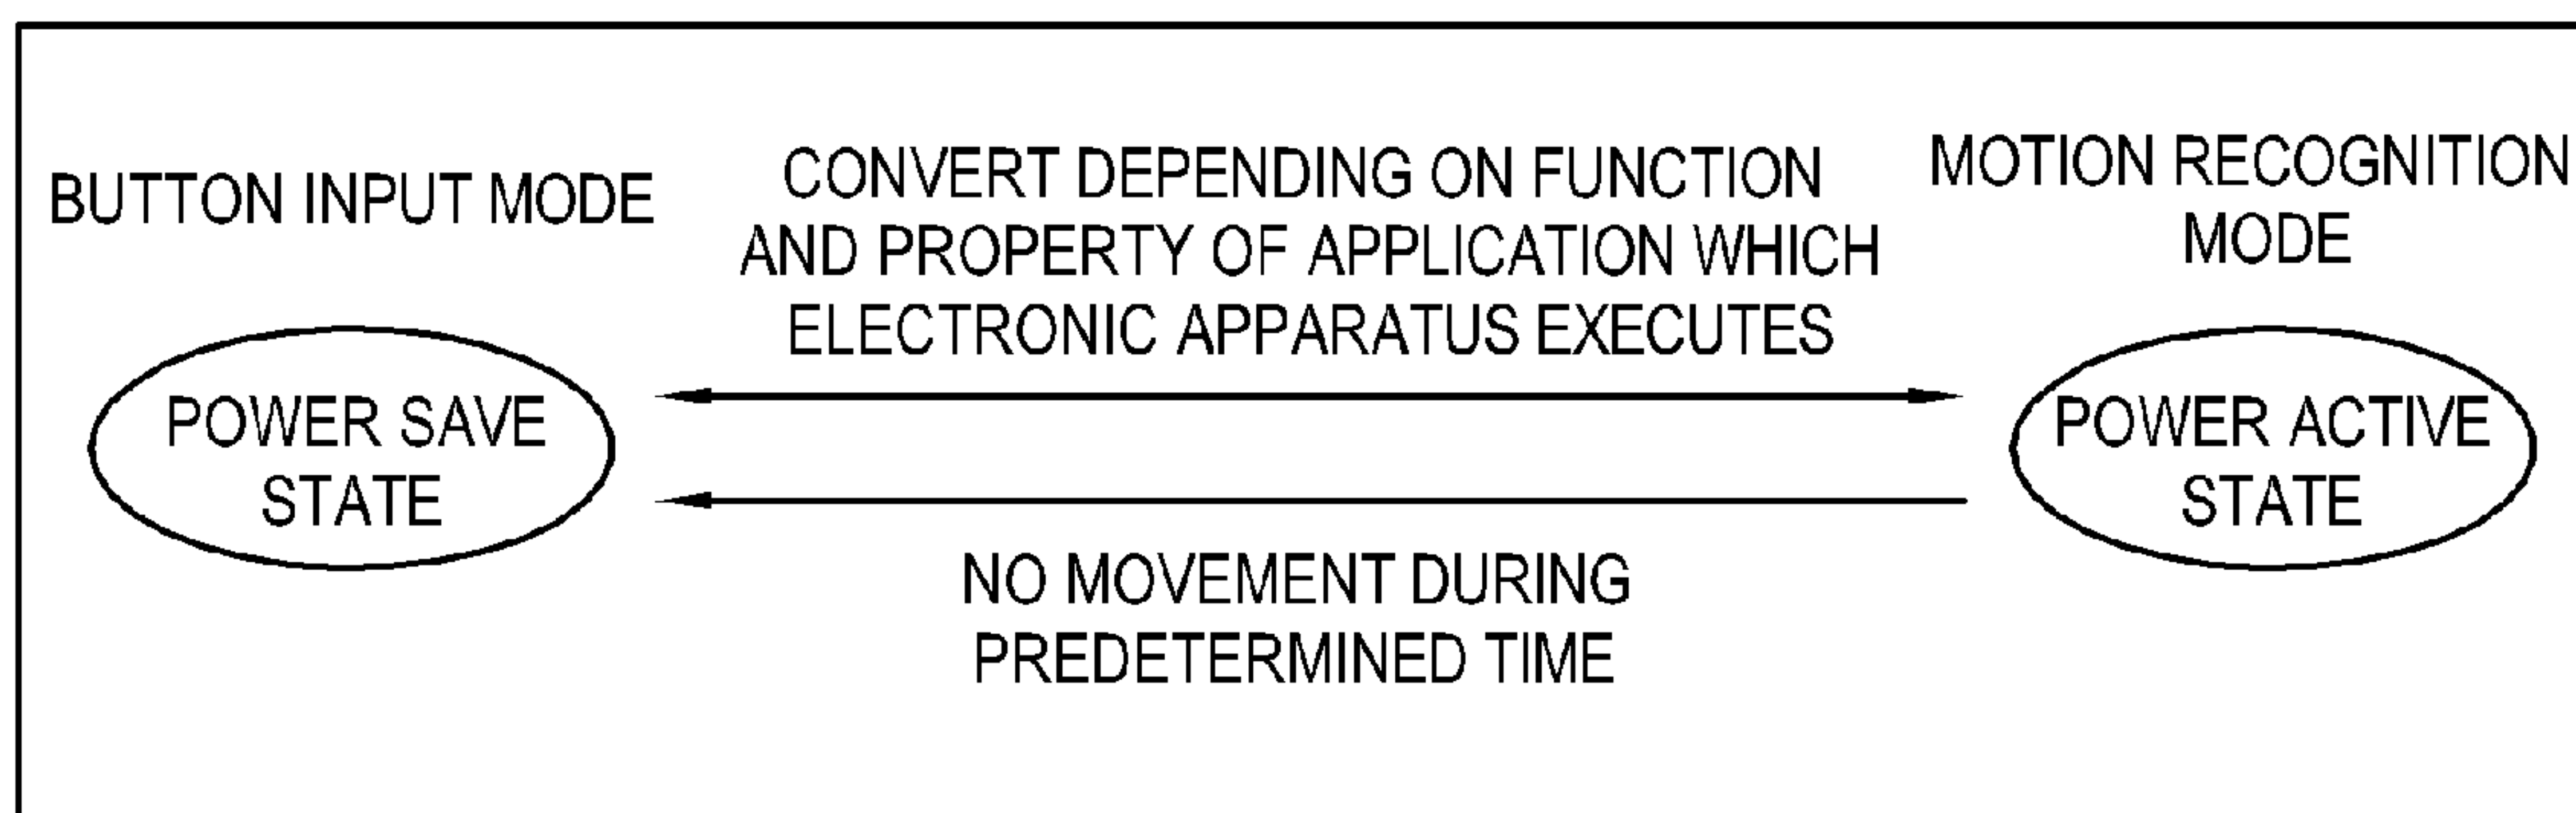 BUTTON INPUT MODE
CONVERT DEPENDING ON FUNCTION
AND PROPERTY OF APPLICATION WHICH
ELECTRONIC APPARATUS EXECUTES
MOTION RECOGNITION
MODE
POWER SAVE
STATE
POWER ACTIVE
STATE
NO MOVEMENT DURING
PREDETERMINED TIME